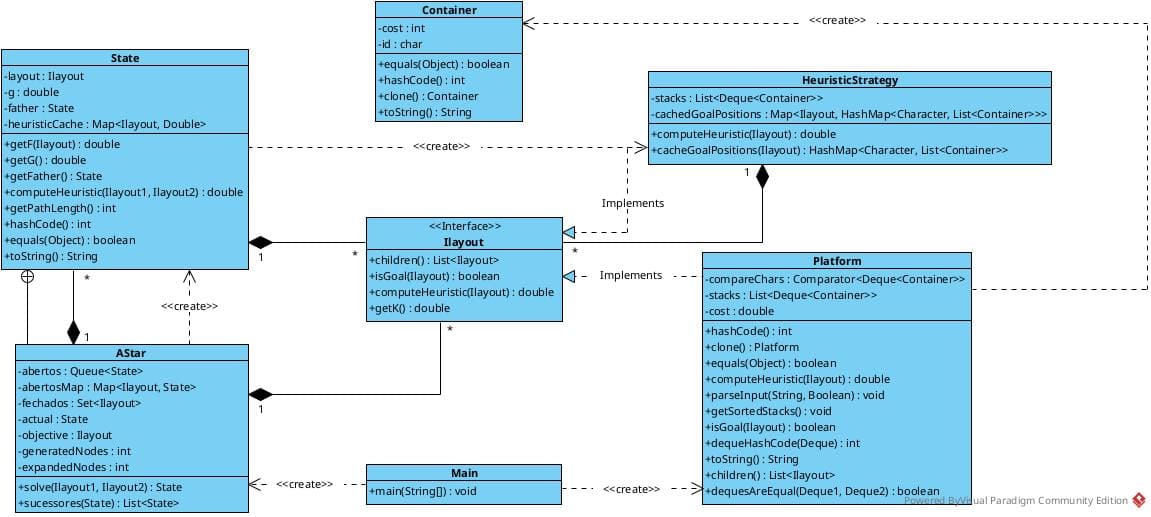 Container
-cost : int
-id : char
+equals(Object) : boolean
+hashCode() : int
+clone() : Container
+toString() : String
<<create>>
State
-layout : Ilayout
-g : double
-father : State
-heuristicCache : Map<Ilayout, Double>
+getF(Ilayout) : double
+getG() : double
+getFather() : State
+computeHeuristic(Ilayout1, Ilayout2) : double
+getPathLength() : int
+hashCode() : int
+equals(Object) : boolean
+toString() : String
<<create>>
HeuristicStrategy
-stacks : List<Deque<Container>>
-cachedGoalPositions : Map<Ilayout, HashMap<Character, List<Container>>>
+computeHeuristic(Ilayout) : double
+cacheGoalPositions(Ilayout) : HashMap<Character, List<Container>>
1
Implements
<<Interface>>
Ilayout
+children() : List<Ilayout>
+isGoal(Ilayout) : boolean
+computeHeuristic(Ilayout) : double
+getK() : double
1
*
*
*
Implements
Platform
-compareChars : Comparator<Deque<Container>>
-stacks : List<Deque<Container>>
-cost : double
+hashCode() : int
+clone() : Platform
+equals(Object) : boolean
+computeHeuristic(Ilayout) : double
+parseInput(String, Boolean) : void
+getSortedStacks() : void
+isGoal(Ilayout) : boolean
+dequeHashCode(Deque) : int
+toString() : String
+children() : List<Ilayout>
+dequesAreEqual(Deque1, Deque2) : boolean
*
<<create>>
1
AStar
-abertos : Queue<State>
-abertosMap : Map<Ilayout, State>
-fechados : Set<Ilayout>
-actual : State
-objective : Ilayout
-generatedNodes : int
-expandedNodes : int
+solve(Ilayout1, Ilayout2) : State
+sucessores(State) : List<State>
1
<<create>>
Main
+main(String[]) : void
<<create>>
Powered ByVisual Paradigm Community Edition